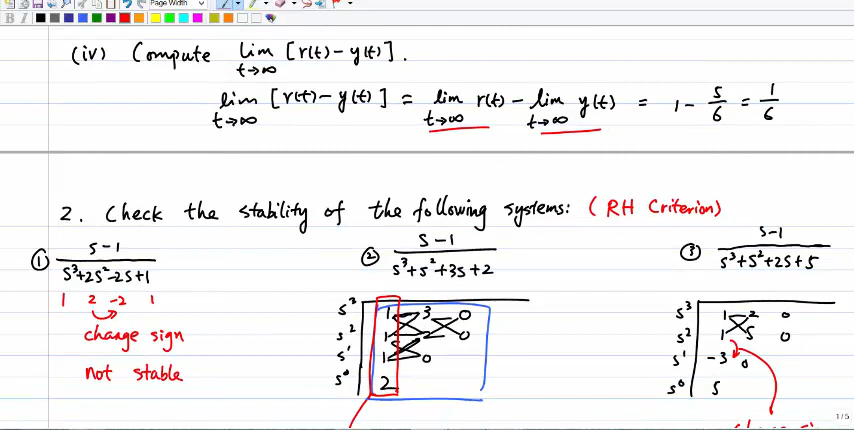 Page Width
B I
(iv) Compute lim [r(t) - y(t)].
t→∞
lim [r(t) - y(t)] = lim r(t) - lim y(t) = 1 - 5/6 = 1/6
t→∞ t→∞ t→∞
2. Check the stability of the following systems: (RH Criterion)
① (s-1)/(s³+2s²-2s+1)
1 2 -2 1
change sign
not stable
② (s-1)/(s³+s²+3s+2)
s³ 1 3 0
s² 1 2 0
s¹ 1 0
s⁰ 2
③ (s-1)/(s³+s²+2s+5)
s³ 1 2 0
s² 1 5 0
s¹ -3 0
s⁰ 5
1/5